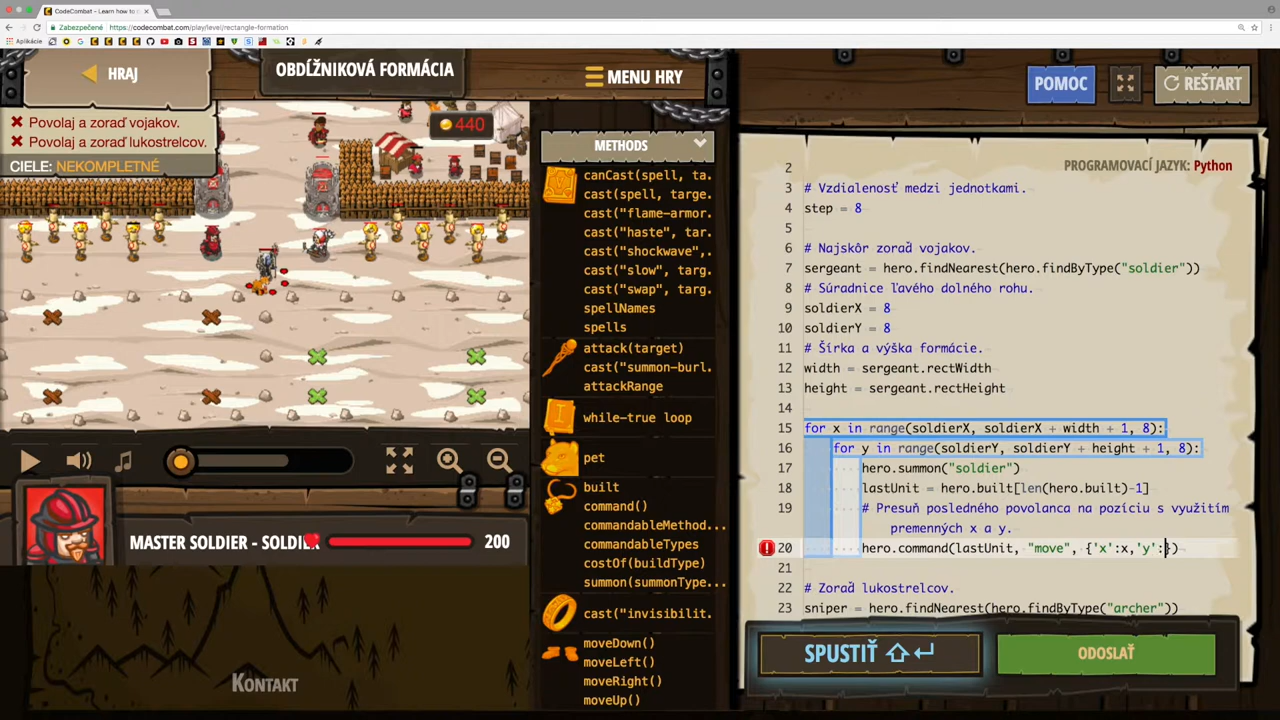 CodeCombat - Learn how to
Zabezpečené
https://codecombat.com/play/level/rectangle-formation
Aplikácie
HRAJ
OBDĹŽNIKOVÁ FORMÁCIA
MENU HRY
POMOC
REŠTART
Povolaj a zoraď vojakov.
Povolaj a zoraď lukostrelcov.
CIELE: NEKOMPLETNÉ
440
METHODS
canCast(spell, ta.
cast(spell, targe.
cast("flame-armor.
cast("haste", tar.
cast("shockwave",.
cast("slow", targ.
cast("swap", targ.
spellNames
spells
attack(target)
cast("summon-burl.
attackRange
while-true loop
pet
built
command()
commandableMethod...
commandableTypes
costOf(buildType)
summon(summonType...
cast("invisibilit.
moveDown()
moveLeft()
moveRight()
moveUp()
MASTER SOLDIER - SOLDIER
200
KONTAKT
PROGRAMOVACÍ JAZYK: Python
2
3 # Vzdialenosť medzi jednotkami.
4 step = 8
5
6 # Najskôr zoraď vojakov.
7 sergeant = hero.findNearest(hero.findByType("soldier"))
8 # Súradnice ľavého dolného rohu.
9 soldierX = 8
10 soldierY = 8
11 # Šírka a výška formácie.
12 width = sergeant.rectWidth
13 height = sergeant.rectHeight
14
15 for x in range(soldierX, soldierX + width + 1, 8):
16 for y in range(soldierY, soldierY + height + 1, 8):
17 hero.summon("soldier")
18 lastUnit = hero.built[len(hero.built)-1]
19 # Presuň posledného povolanca na pozíciu s využitím
premenných x a y.
20 hero.command(lastUnit, "move", {'x':x,'y':})
21
22 # Zoraď lukostrelcov.
23 sniper = hero.findNearest(hero.findByType("archer"))
SPUSTIŤ
ODOSLAŤ